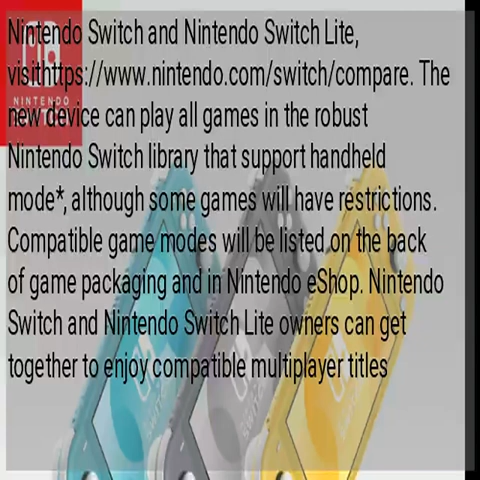 Nintendo Switch and Nintendo Switch Lite,
visithttps://www.nintendo.com/switch/compare. The
new device can play all games in the robust
Nintendo Switch library that support handheld
mode*, although some games will have restrictions.
Compatible game modes will be listed on the back
of game packaging and in Nintendo eShop. Nintendo
Switch and Nintendo Switch Lite owners can get
together to enjoy compatible multiplayer titles
NINTENDO